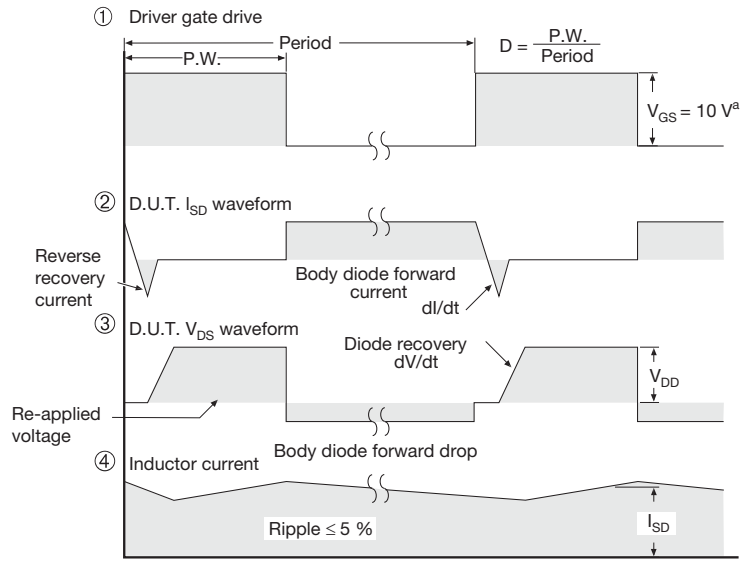 ① Driver gate drive
Period
P.W.
D = P.W. / Period
V_GS = 10 V^a
② D.U.T. I_SD waveform
Reverse
recovery
current
Body diode forward
current
dI/dt
③ D.U.T. V_DS waveform
Diode recovery
dV/dt
V_DD
Re-applied
voltage
Body diode forward drop
④ Inductor current
Ripple ≤ 5 %
I_SD